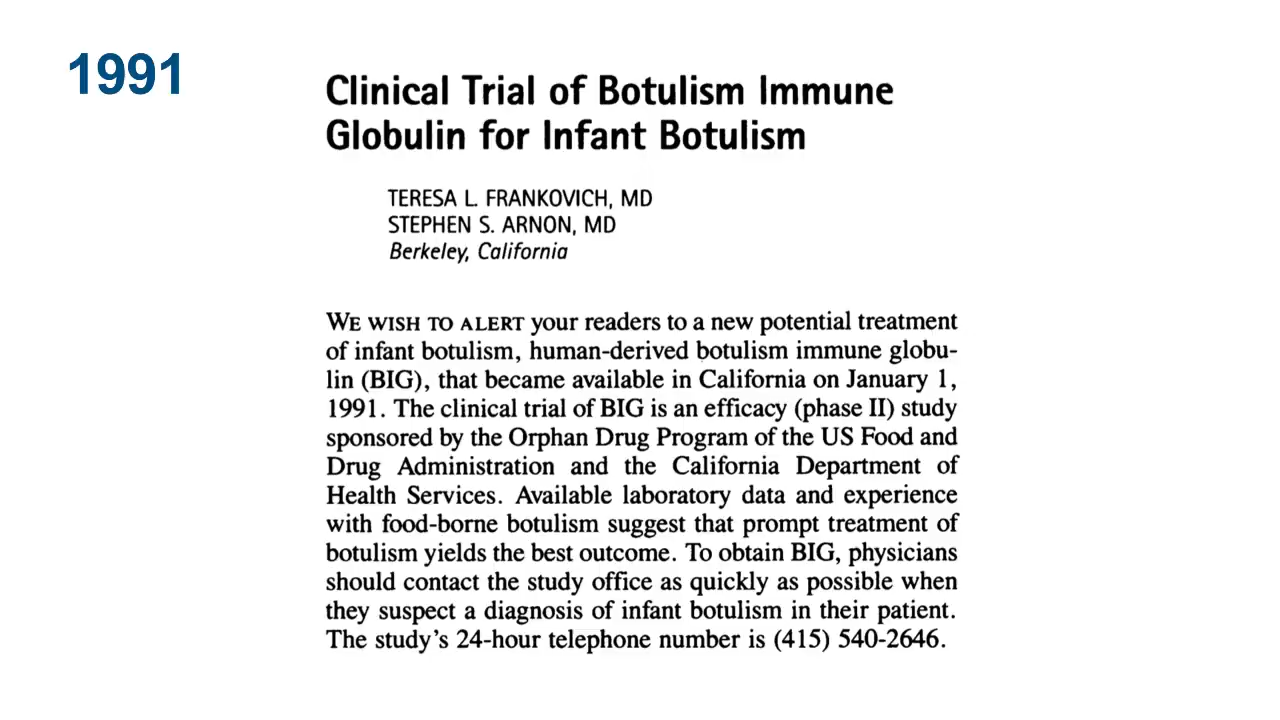 1991
Clinical Trial of Botulism Immune
Globulin for Infant Botulism
TERESA L. FRANKOVICH, MD
STEPHEN S. ARNON, MD
Berkeley, California
WE WISH TO ALERT your readers to a new potential treatment
of infant botulism, human-derived botulism immune globu-
lin (BIG), that became available in California on January 1,
1991. The clinical trial of BIG is an efficacy (phase II) study
sponsored by the Orphan Drug Program of the US Food and
Drug Administration and the California Department of
Health Services. Available laboratory data and experience
with food-borne botulism suggest that prompt treatment of
botulism yields the best outcome. To obtain BIG, physicians
should contact the study office as quickly as possible when
they suspect a diagnosis of infant botulism in their patient.
The study's 24-hour telephone number is (415) 540-2646.